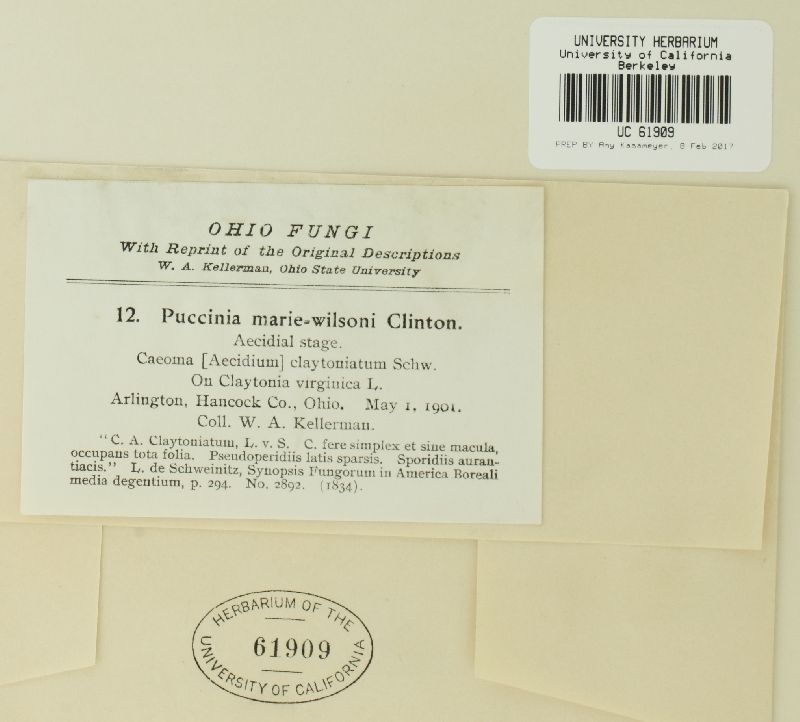 UNIVERSITY HERBARIUM
University of California
Berkeley
UC 61909
PREP BY Amy Kasameyer, 8 Feb 2017
OHIO FUNGI
With Reprint of the Original Descriptions
W. A. Kellerman, Ohio State University
12. Puccinia marie-wilsoni Clinton.
Aecidial stage.
Caeoma [Aecidium] claytoniatum Schw.
On Claytonia virginica L.
Arlington, Hancock Co., Ohio. May 1, 1901.
Coll. W. A. Kellerman.
"C. A. Claytoniatum, L. v. S. C. fere simplex et sine macula,
occupans tota folia. Pseudoperidiis latis sparsis. Sporidiis auran-
tiacis." L. de Schweinitz, Synopsis Fungorum in America Boreali
media degentium, p. 294. No. 2892. (1834).
HERBARIUM OF THE
61909
UNIVERSITY OF CALIFORNIA